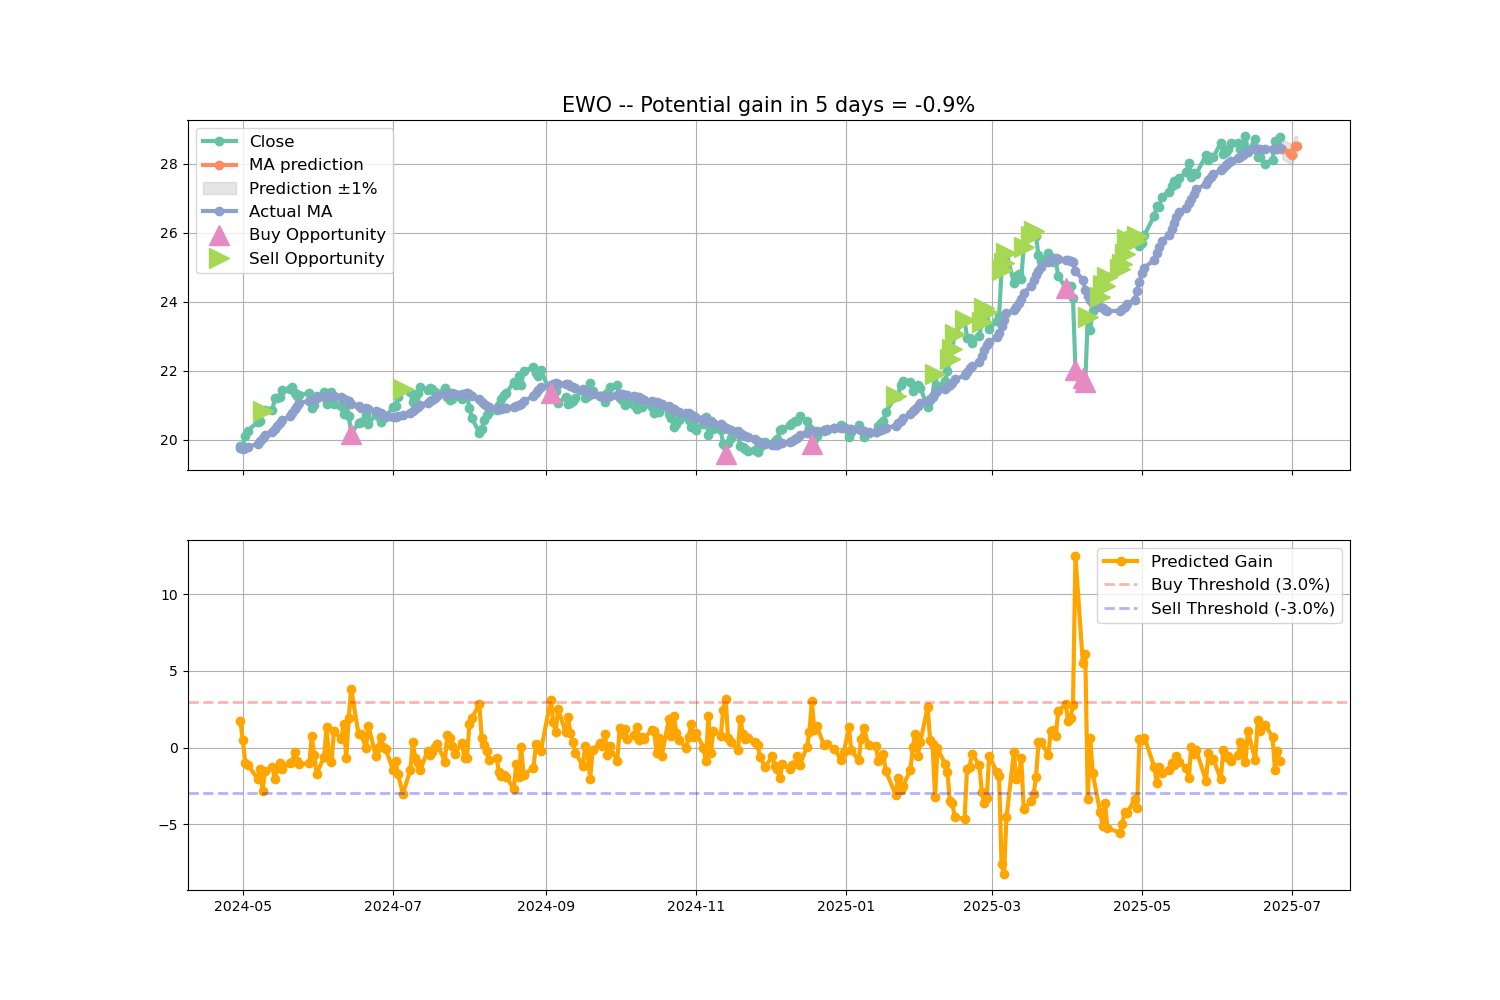 EWO -- Potential gain in 5 days = -0.9%
Close
MA prediction
Prediction ±1%
Actual MA
Buy Opportunity
Sell Opportunity
28
26
24
22
20
Predicted Gain
Buy Threshold (3.0%)
Sell Threshold (-3.0%)
10
5
0
−5
2024-05 2024-07 2024-09 2024-11 2025-01 2025-03 2025-05 2025-07